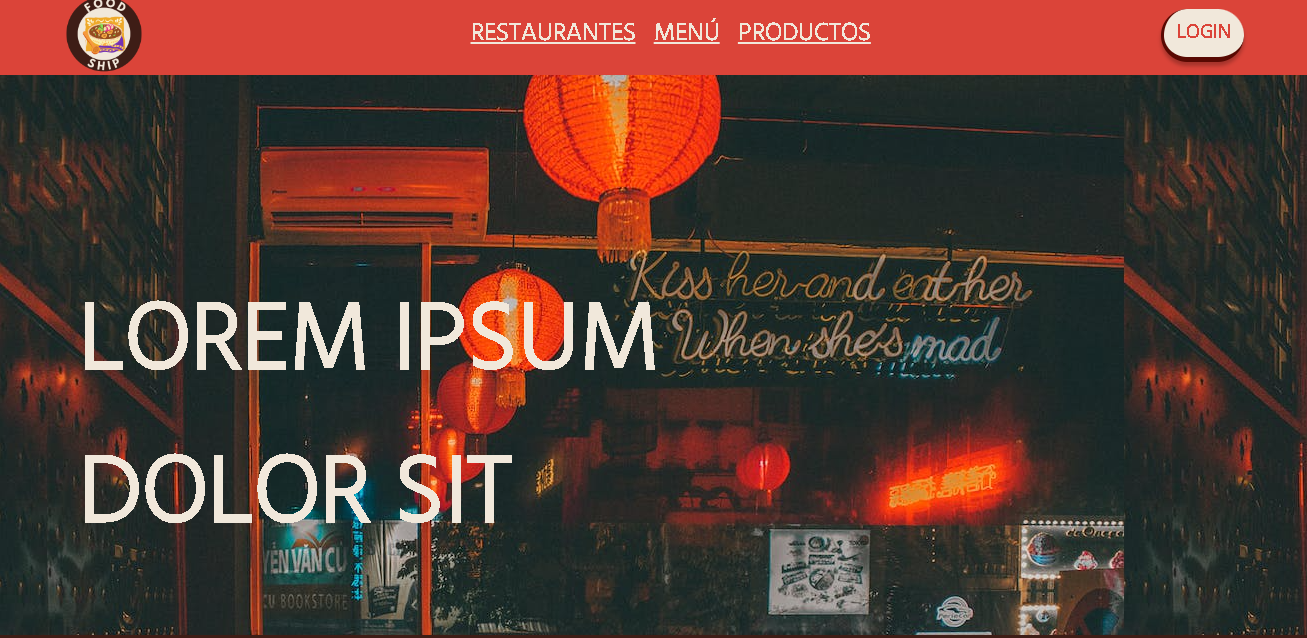 FOOD
SHIP
RESTAURANTES MENÚ PRODUCTOS
LOGIN
Kiss her and eat her
When she's mad
LOREM IPSUM
DOLOR SIT
YÊN VĂN CU
CU BOOKSTORE